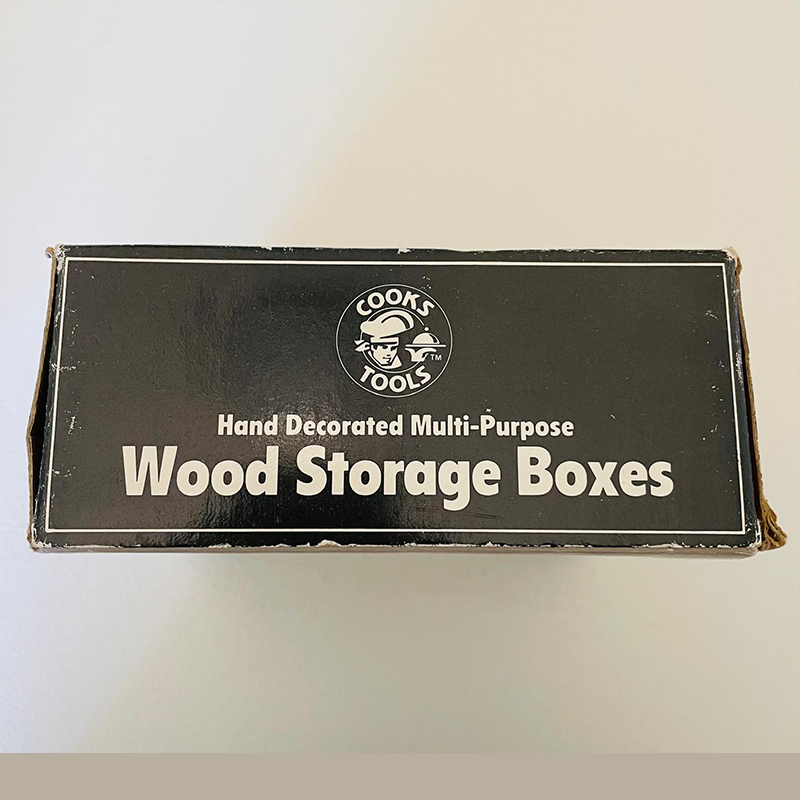 COOKS
TM
TOOLS
Hand Decorated Multi-Purpose
Wood Storage Boxes